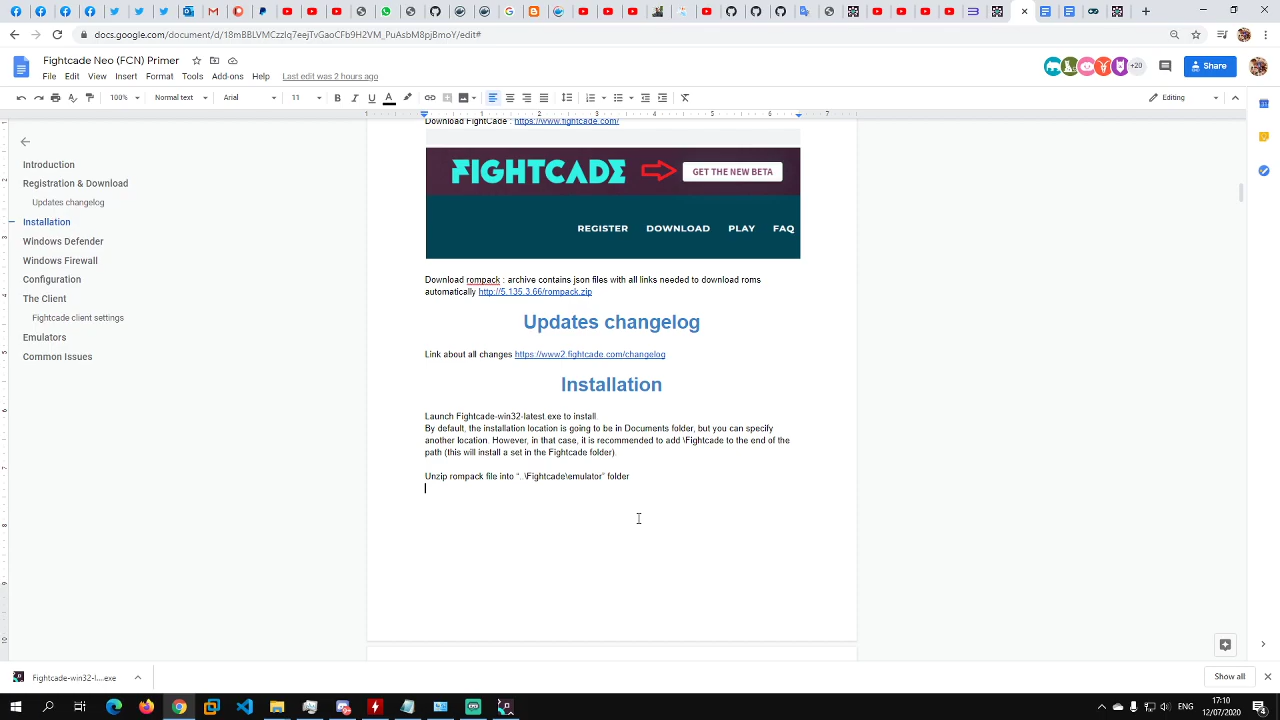 docs.google.com/document/d/18mBBLVMCzzlq7eejTvGaoCFb9H2VM_PuAsbM8pjBmoY/edit#
Fightcade Neo (FCN) Primer
File Edit View Insert Format Tools Add-ons Help Last edit was 2 hours ago
+20
Share
100% Normal text Arial 11 B I U A Editing
Introduction
Registration & Download
Updates changelog
Installation
Windows Defender
Windows Firewall
Configuration
The Client
Fightcade client settings
Emulators
Common Issues
Download FightCade : https://www.fightcade.com/
FIGHTCADE GET THE NEW BETA
REGISTER DOWNLOAD PLAY FAQ
Download rompack : archive contains json files with all links needed to download roms
automatically http://5.135.3.66/rompack.zip
Updates changelog
Link about all changes https://www2.fightcade.com/changelog
Installation
Launch Fightcade-win32-latest.exe to install.
By default, the installation location is going to be in Documents folder, but you can specify
another location. However, in that case, it is recommended to add \Fightcade to the end of the
path (this will install a set in the Fightcade folder).
Unzip rompack file into "..\Fightcade\emulator" folder
Fightcade-win32-l....exe
Show all
ENG
17:10
12/07/2020